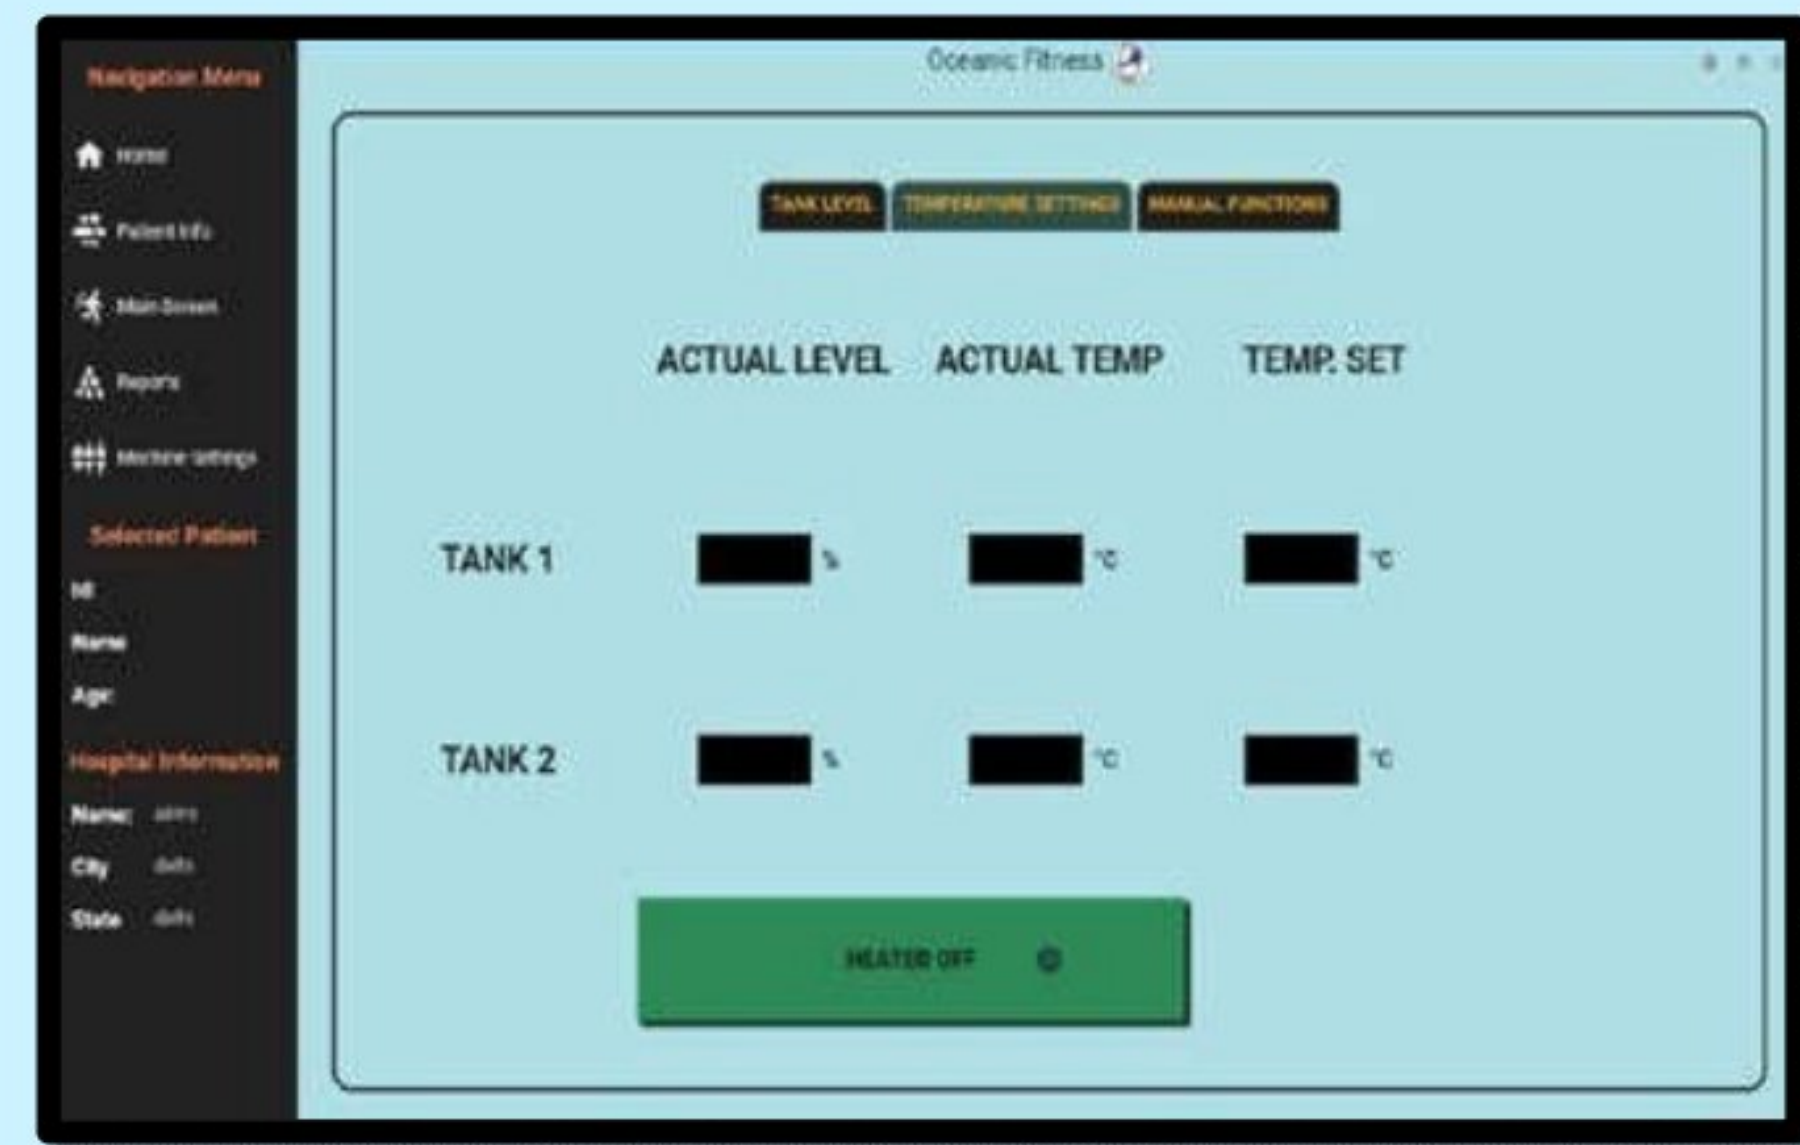 Navigation Menu
Home
Patient Info
Main Screen
Reports
Machine Settings
Selected Patient
Id
Name
Age:
Hospital Information
Name:
City
State
Oceanic Fitness
TANK LEVEL TEMPERATURE SETTINGS MANUAL FUNCTIONS
ACTUAL LEVEL ACTUAL TEMP TEMP. SET
TANK 1 % °C °C
TANK 2 % °C °C
HEATER OFF